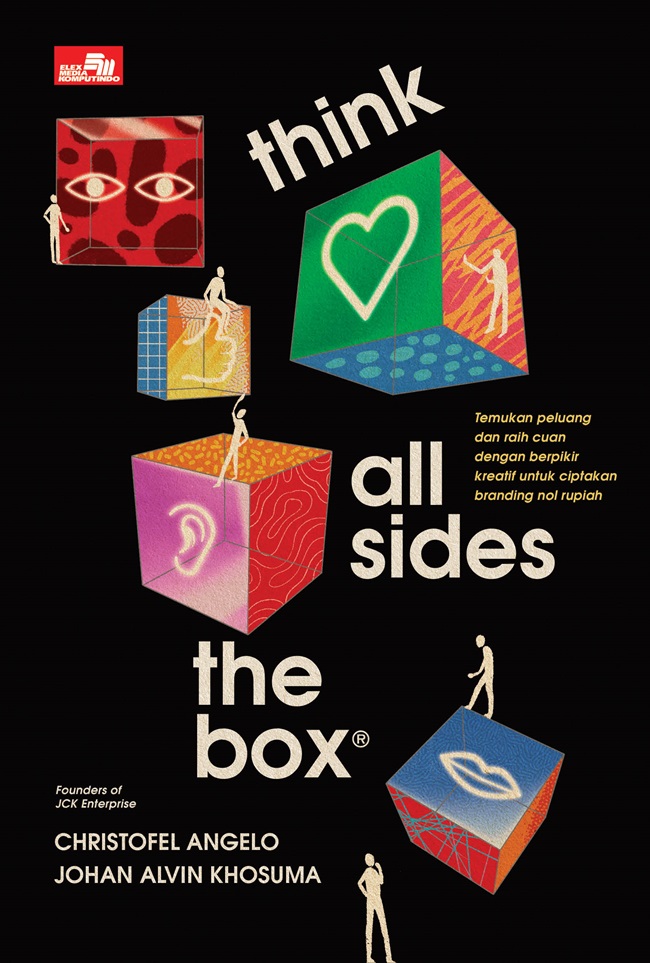 ELEX
MEDIA
KOMPUTINDO
think
Temukan peluang
dan raih cuan
dengan berpikir
kreatif untuk ciptakan
branding nol rupiah
all
sides
the
box®
Founders of
JCK Enterprise
CHRISTOFEL ANGELO
JOHAN ALVIN KHOSUMA